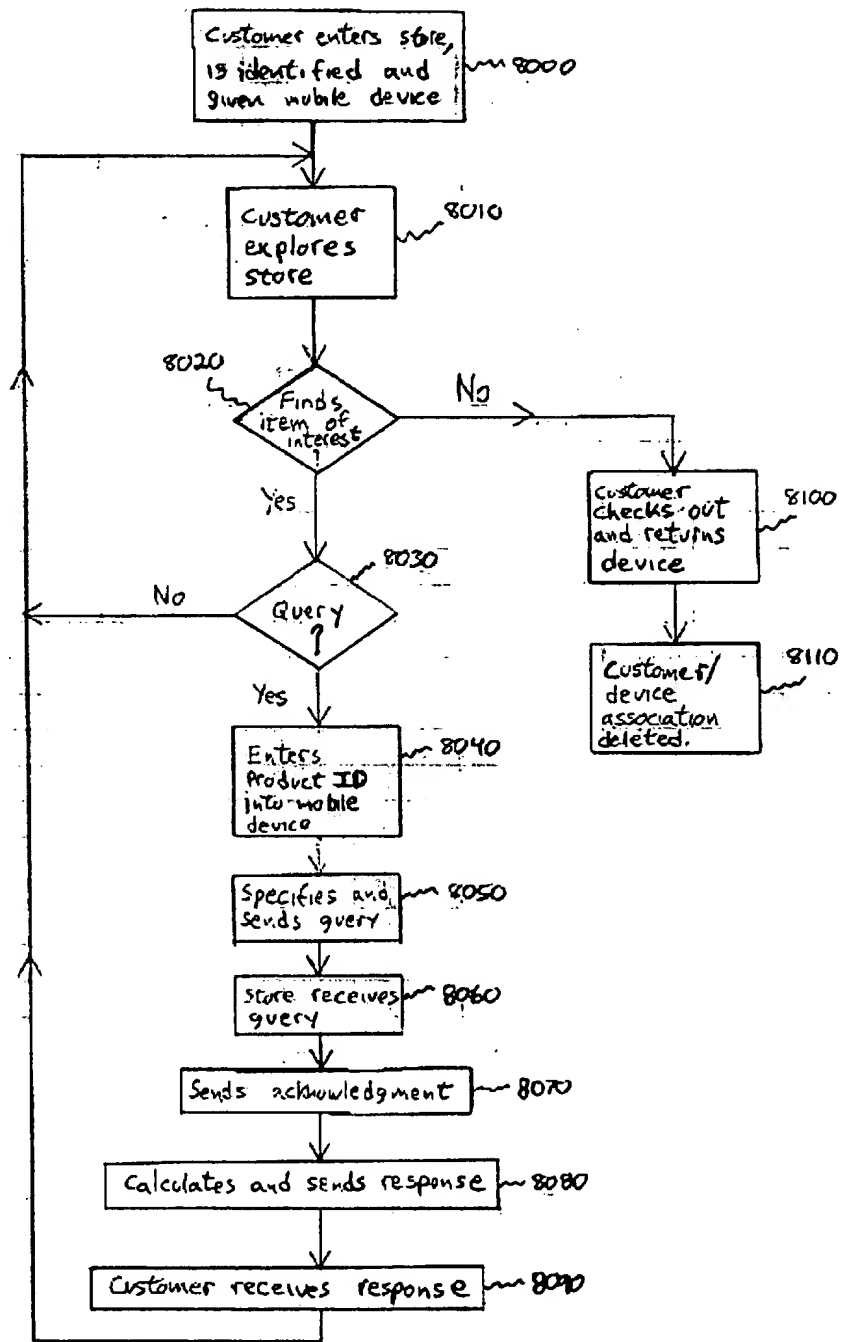 Customer enters store,
is identified and
given mobile device
8000
Customer
explores
store
8010
8020
Finds
item of
interest
?
No
Yes
customer
checks out
and returns
device
8100
8030
No
Query
?
Customer/
device
association
deleted.
8110
Yes
Enters
Product ID
into mobile
device
8040
Specifies and
sends query
8050
Store receives
query
8060
Sends acknowledgment
8070
Calculates and sends response
8080
Customer receives response
8090